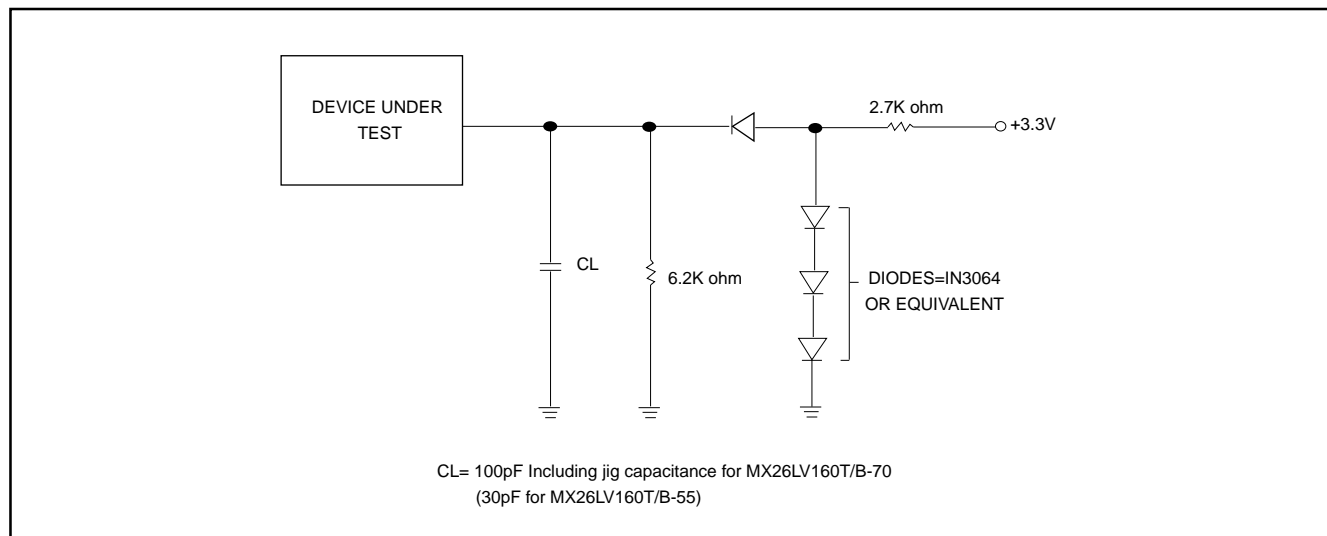 DEVICE UNDER
TEST
2.7K ohm
+3.3V
CL
6.2K ohm
DIODES=IN3064
OR EQUIVALENT
CL= 100pF Including jig capacitance for MX26LV160T/B-70
(30pF for MX26LV160T/B-55)